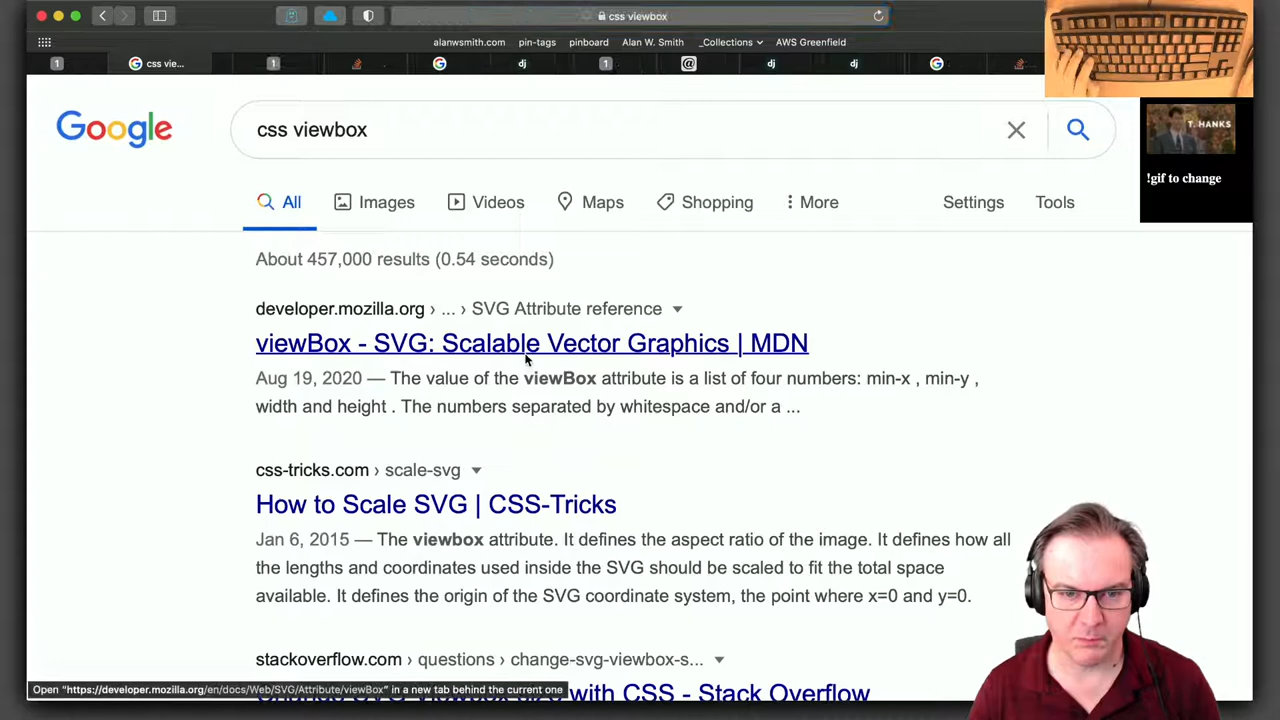 css viewbox
alanwsmith.com pin-tags pinboard Alan W. Smith _Collections AWS Greenfield
1 css vie... 1 dj 1 @ dj dj
T. HANKS
!gif to change
Google css viewbox
All Images Videos Maps Shopping More Settings Tools
About 457,000 results (0.54 seconds)
developer.mozilla.org › ... › SVG Attribute reference
viewBox - SVG: Scalable Vector Graphics | MDN
Aug 19, 2020 — The value of the viewBox attribute is a list of four numbers: min-x , min-y ,
width and height . The numbers separated by whitespace and/or a ...
css-tricks.com › scale-svg
How to Scale SVG | CSS-Tricks
Jan 6, 2015 — The viewbox attribute. It defines the aspect ratio of the image. It defines how all
the lengths and coordinates used inside the SVG should be scaled to fit the total space
available. It defines the origin of the SVG coordinate system, the point where x=0 and y=0.
stackoverflow.com › questions › change-svg-viewbox-s...
with CSS - Stack Overflow
Open "https://developer.mozilla.org/en/docs/Web/SVG/Attribute/viewBox" in a new tab behind the current one